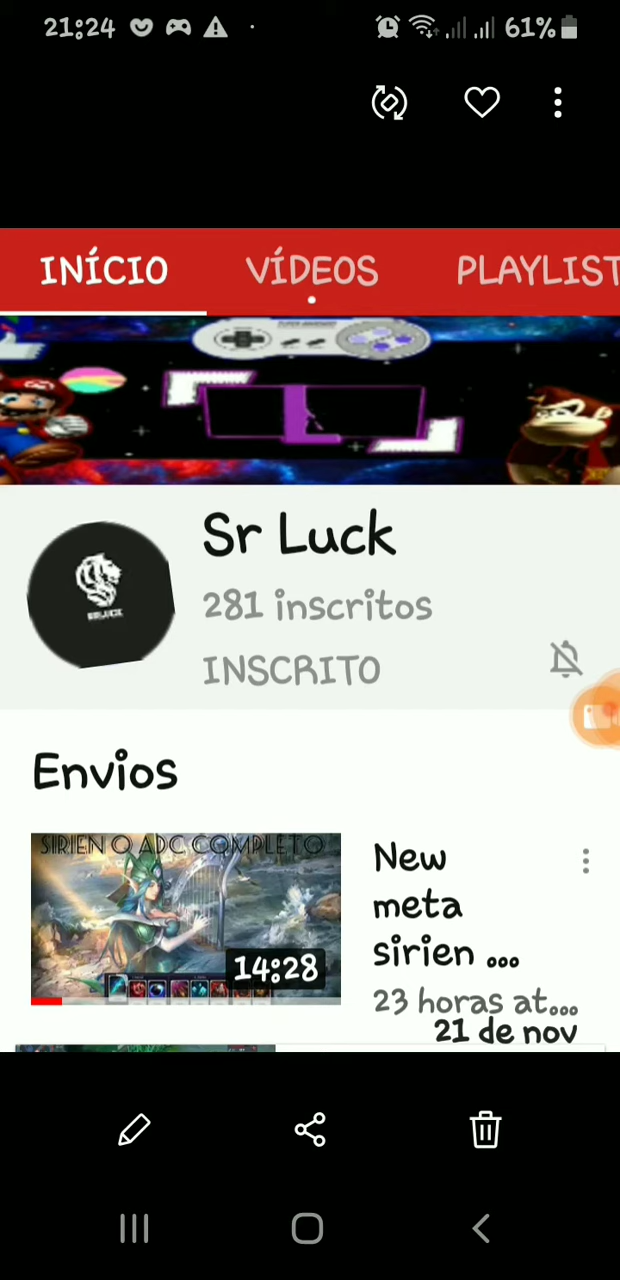 21:24
61%
INÍCIO VÍDEOS PLAYLIST
Sr Luck
SRLUCK
281 inscritos
INSCRITO
Envios
SIRIEN O ADC COMPLETO
14:28
New
meta
sirien ...
23 horas at...
21 de nov